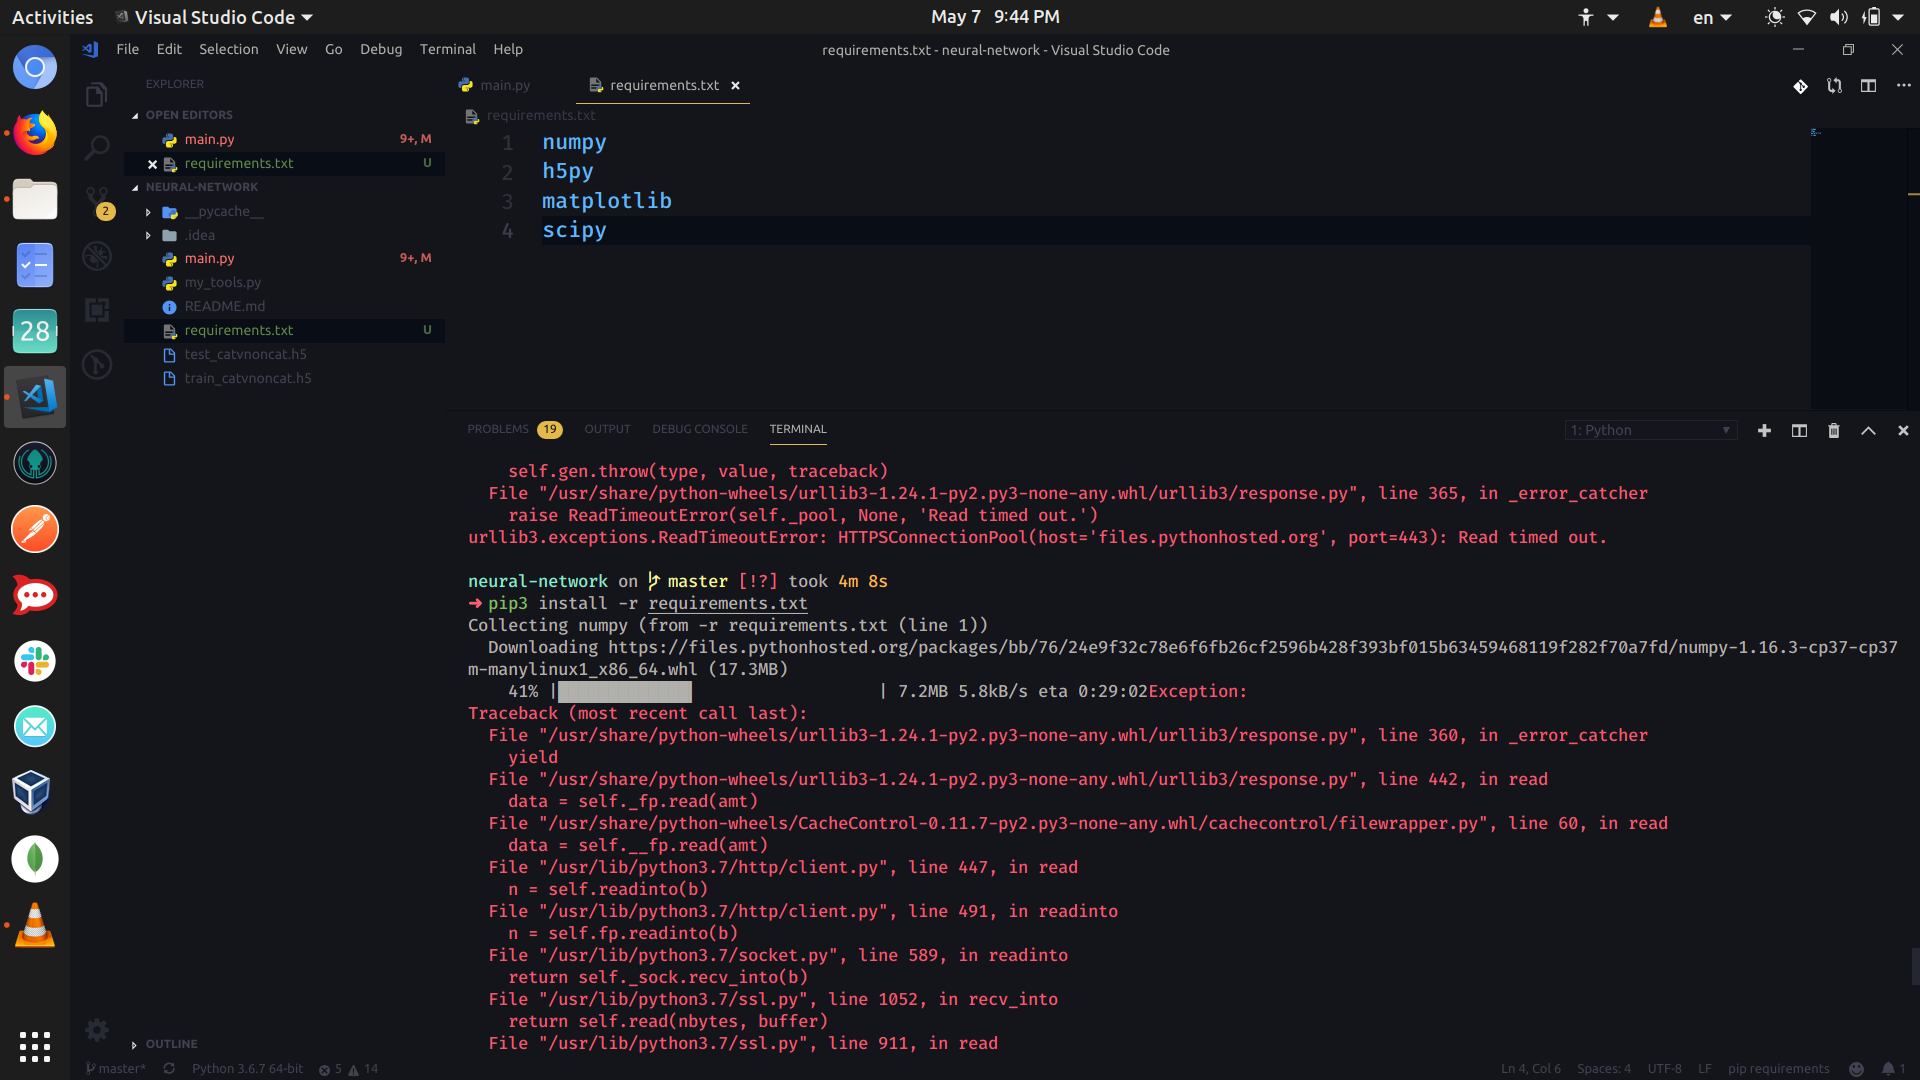 Activities
Visual Studio Code
May 7 9:44 PM
en
File Edit Selection View Go Debug Terminal Help
requirements.txt - neural-network - Visual Studio Code
EXPLORER
OPEN EDITORS
main.py 9+, M
requirements.txt U
NEURAL-NETWORK
__pycache__
.idea
main.py 9+, M
my_tools.py
README.md
requirements.txt U
test_catvnoncat.h5
train_catvnoncat.h5
OUTLINE
2
28
main.py
requirements.txt
requirements.txt
1 numpy
2 h5py
3 matplotlib
4 scipy
PROBLEMS 19 OUTPUT DEBUG CONSOLE TERMINAL
1: Python
self.gen.throw(type, value, traceback)
File "/usr/share/python-wheels/urllib3-1.24.1-py2.py3-none-any.whl/urllib3/response.py", line 365, in _error_catcher
raise ReadTimeoutError(self._pool, None, 'Read timed out.')
urllib3.exceptions.ReadTimeoutError: HTTPSConnectionPool(host='files.pythonhosted.org', port=443): Read timed out.
neural-network on master [!?] took 4m 8s
➜ pip3 install -r requirements.txt
Collecting numpy (from -r requirements.txt (line 1))
Downloading https://files.pythonhosted.org/packages/bb/76/24e9f32c78e6f6fb26cf2596b428f393bf015b63459468119f282f70a7fd/numpy-1.16.3-cp37-cp37
m-manylinux1_x86_64.whl (17.3MB)
41% | | 7.2MB 5.8kB/s eta 0:29:02Exception:
Traceback (most recent call last):
File "/usr/share/python-wheels/urllib3-1.24.1-py2.py3-none-any.whl/urllib3/response.py", line 360, in _error_catcher
yield
File "/usr/share/python-wheels/urllib3-1.24.1-py2.py3-none-any.whl/urllib3/response.py", line 442, in read
data = self._fp.read(amt)
File "/usr/share/python-wheels/CacheControl-0.11.7-py2.py3-none-any.whl/cachecontrol/filewrapper.py", line 60, in read
data = self.__fp.read(amt)
File "/usr/lib/python3.7/http/client.py", line 447, in read
n = self.readinto(b)
File "/usr/lib/python3.7/http/client.py", line 491, in readinto
n = self.fp.readinto(b)
File "/usr/lib/python3.7/socket.py", line 589, in readinto
return self._sock.recv_into(b)
File "/usr/lib/python3.7/ssl.py", line 1052, in recv_into
return self.read(nbytes, buffer)
File "/usr/lib/python3.7/ssl.py", line 911, in read
master* Python 3.6.7 64-bit 5 14
Ln 4, Col 6 Spaces: 4 UTF-8 LF pip requirements 1